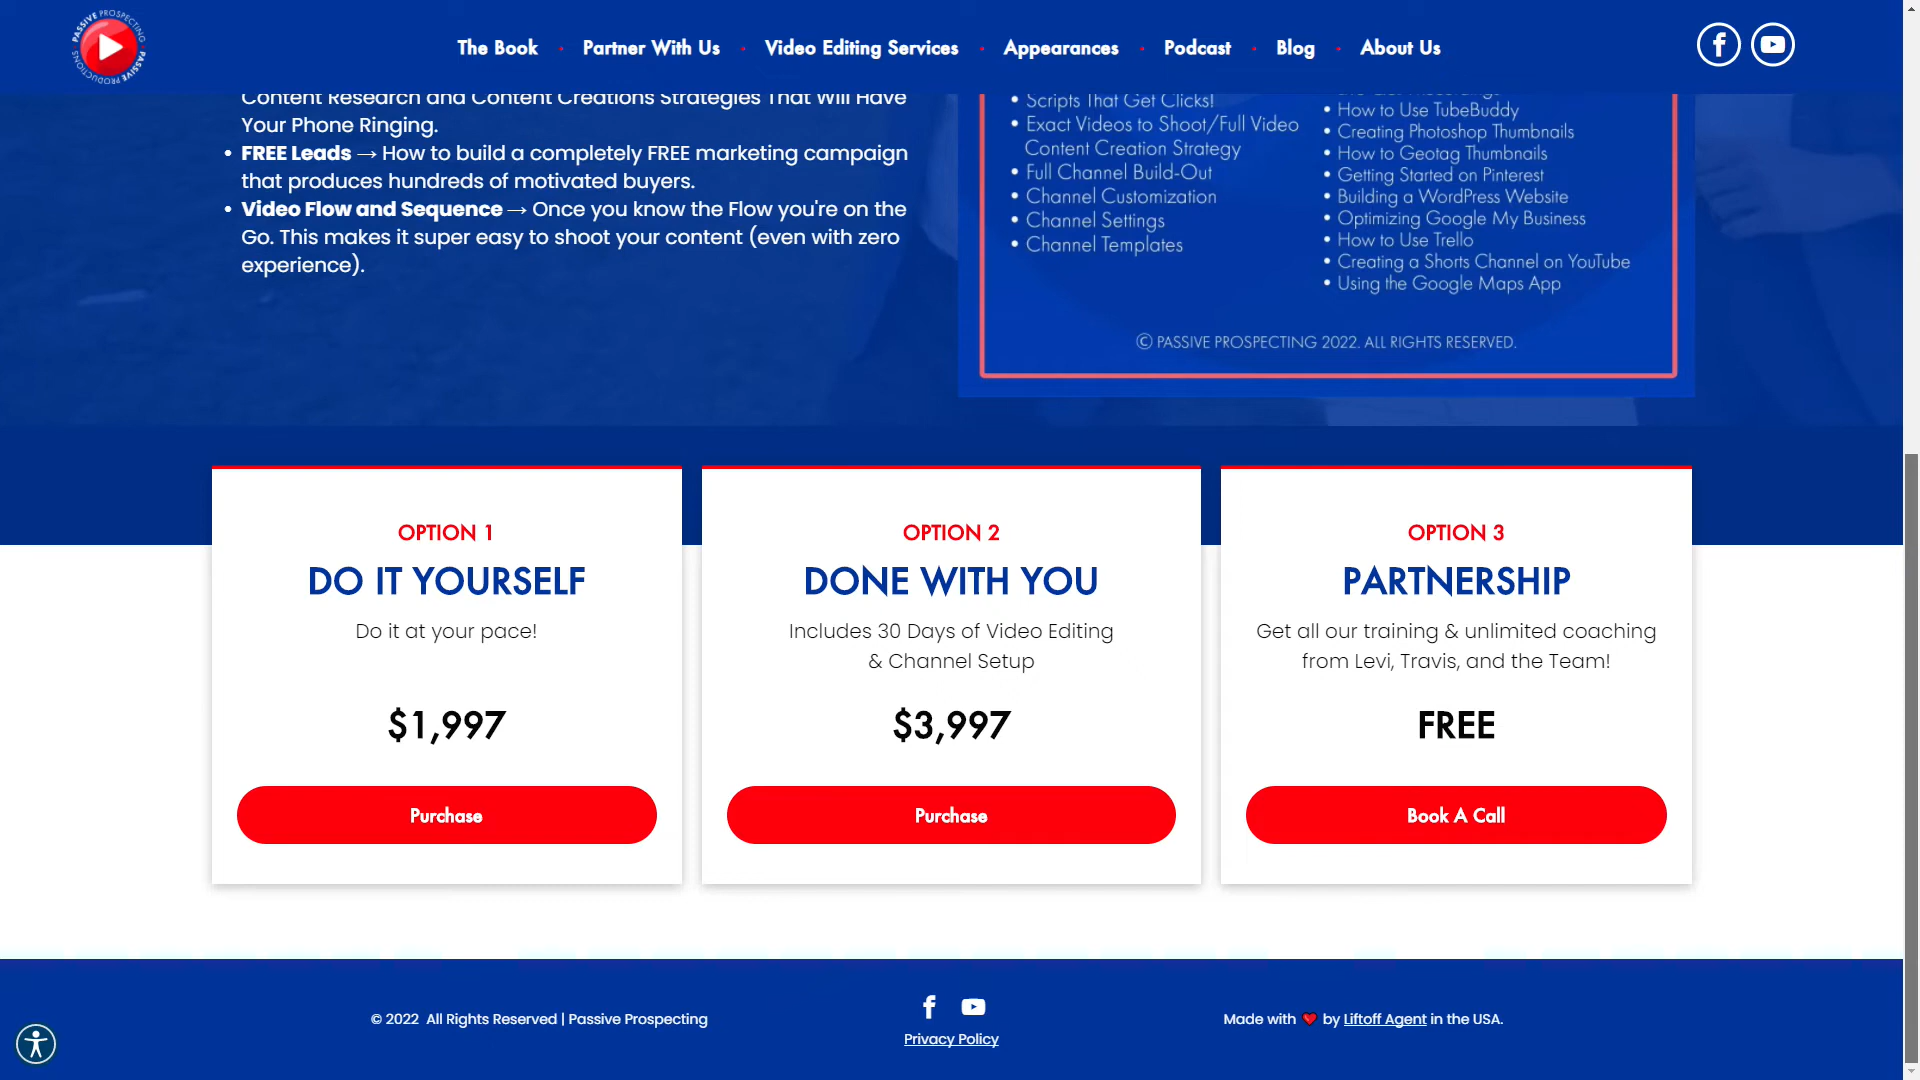 PASSIVE PROSPECTING
PASSIVE PRODUCTIONS
The Book
Partner With Us
Video Editing Services
Appearances
Podcast
Blog
About Us
Content Research and Content Creations Strategies That Will Have
Your Phone Ringing.
• FREE Leads → How to build a completely FREE marketing campaign
that produces hundreds of motivated buyers.
• Video Flow and Sequence → Once you know the Flow you're on the
Go. This makes it super easy to shoot your content (even with zero
experience).
• Scripts That Get Clicks!
• Exact Videos to Shoot/Full Video
Content Creation Strategy
• Full Channel Build-Out
• Channel Customization
• Channel Settings
• Channel Templates
• How to Use TubeBuddy
• Creating Photoshop Thumbnails
• How to Geotag Thumbnails
• Getting Started on Pinterest
• Building a WordPress Website
• Optimizing Google My Business
• How to Use Trello
• Creating a Shorts Channel on YouTube
• Using the Google Maps App
© PASSIVE PROSPECTING 2022. ALL RIGHTS RESERVED.
OPTION 1
DO IT YOURSELF
Do it at your pace!
$1,997
Purchase
OPTION 2
DONE WITH YOU
Includes 30 Days of Video Editing
& Channel Setup
$3,997
Purchase
OPTION 3
PARTNERSHIP
Get all our training & unlimited coaching
from Levi, Travis, and the Team!
FREE
Book A Call
© 2022 All Rights Reserved | Passive Prospecting
Privacy Policy
Made with ❤ by Liftoff Agent in the USA.